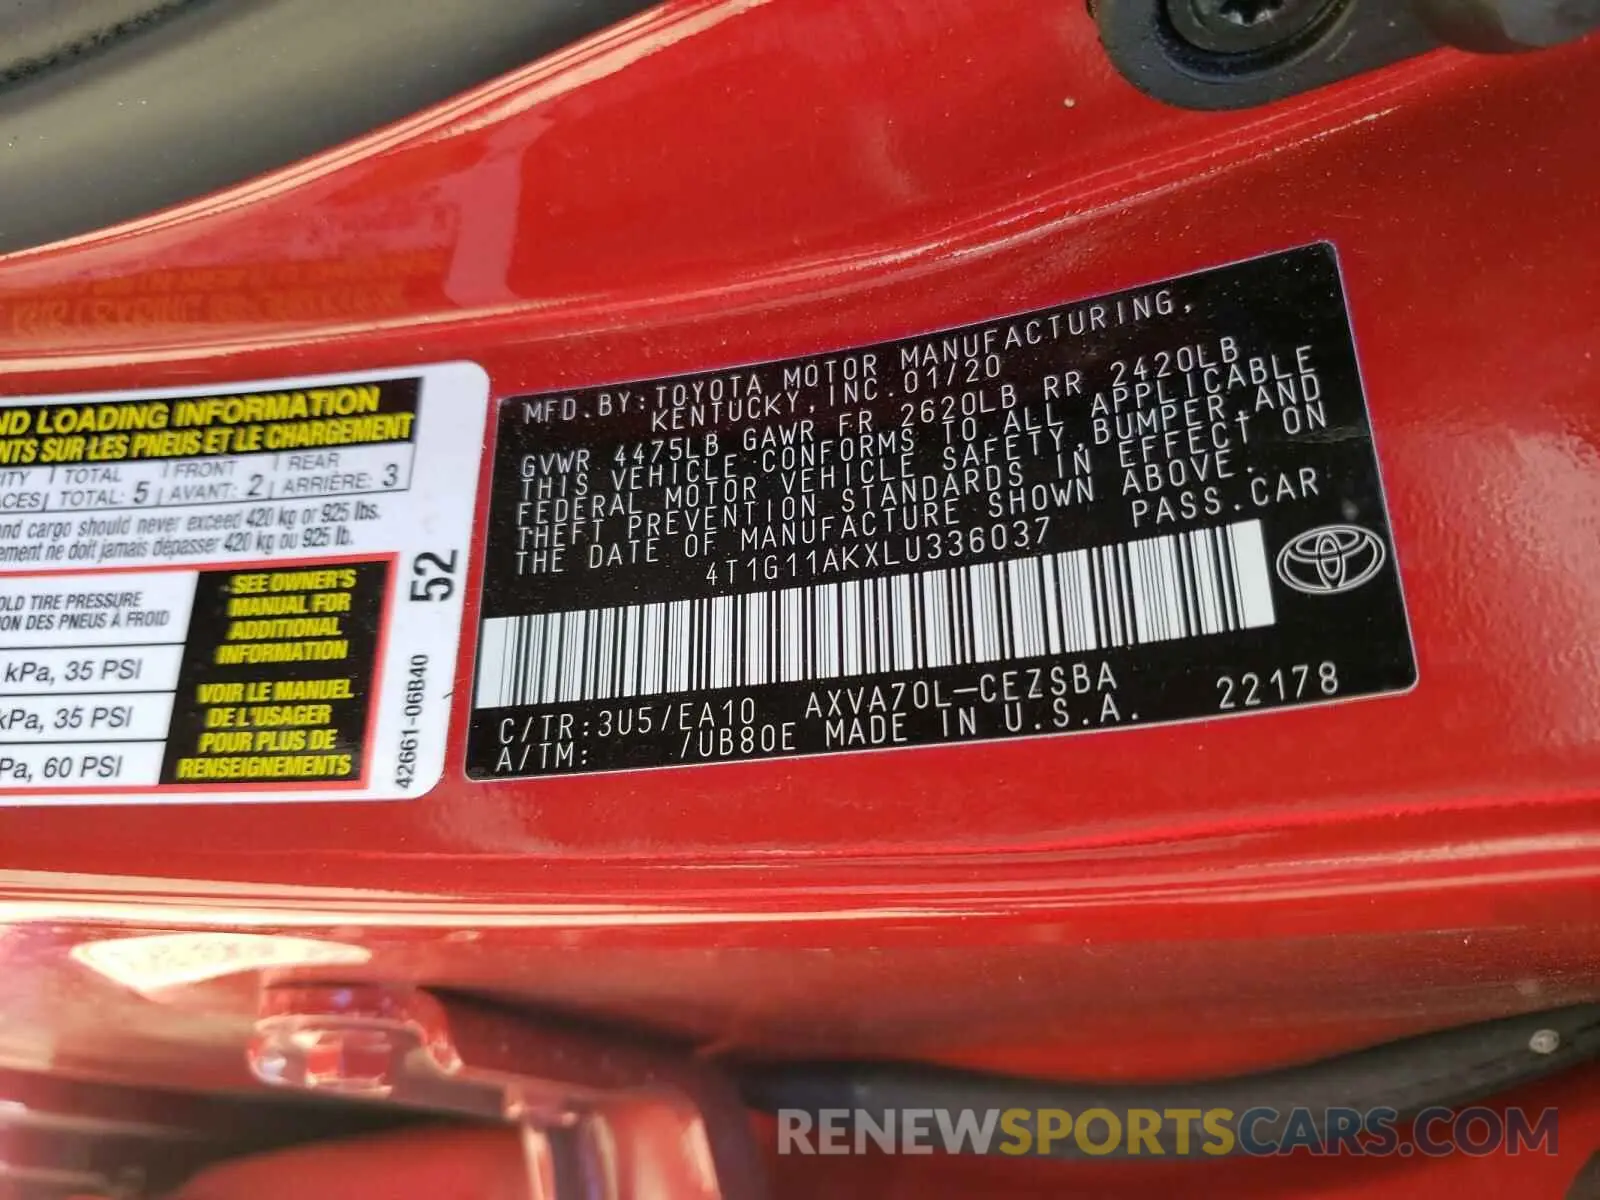 ND LOADING INFORMATION
NTS SUR LES PNEUS ET LE CHARGEMENT
ITY TOTAL FRONT REAR
ACES TOTAL: 5 AVANT: 2 ARRIÈRE: 3
and cargo should never exceed 420 kg or 925 lbs.
ement ne doit jamais dépasser 420 kg ou 925 lb.
OLD TIRE PRESSURE
ON DES PNEUS À FROID
kPa, 35 PSI
kPa, 35 PSI
Pa, 60 PSI
SEE OWNER'S
MANUAL FOR
ADDITIONAL
INFORMATION
VOIR LE MANUEL
DE L'USAGER
POUR PLUS DE
RENSEIGNEMENTS
42661-06B40 52
MFD.BY:TOYOTA MOTOR MANUFACTURING,
KENTUCKY,INC.01/20
GVWR 4475LB GAWR FR 2620LB RR 2420LB
THIS VEHICLE CONFORMS TO ALL APPLICABLE
FEDERAL MOTOR VEHICLE SAFETY,BUMPER,AND
THEFT PREVENTION STANDARDS IN EFFECT ON
THE DATE OF MANUFACTURE SHOWN ABOVE.
4T1G11AKXLU336037 PASS.CAR
C/TR:3U5/EA10 AXVA70L-CEZSBA 22178
A/TM: /UB80E MADE IN U.S.A.
RENEWSPORTSCARS.COM